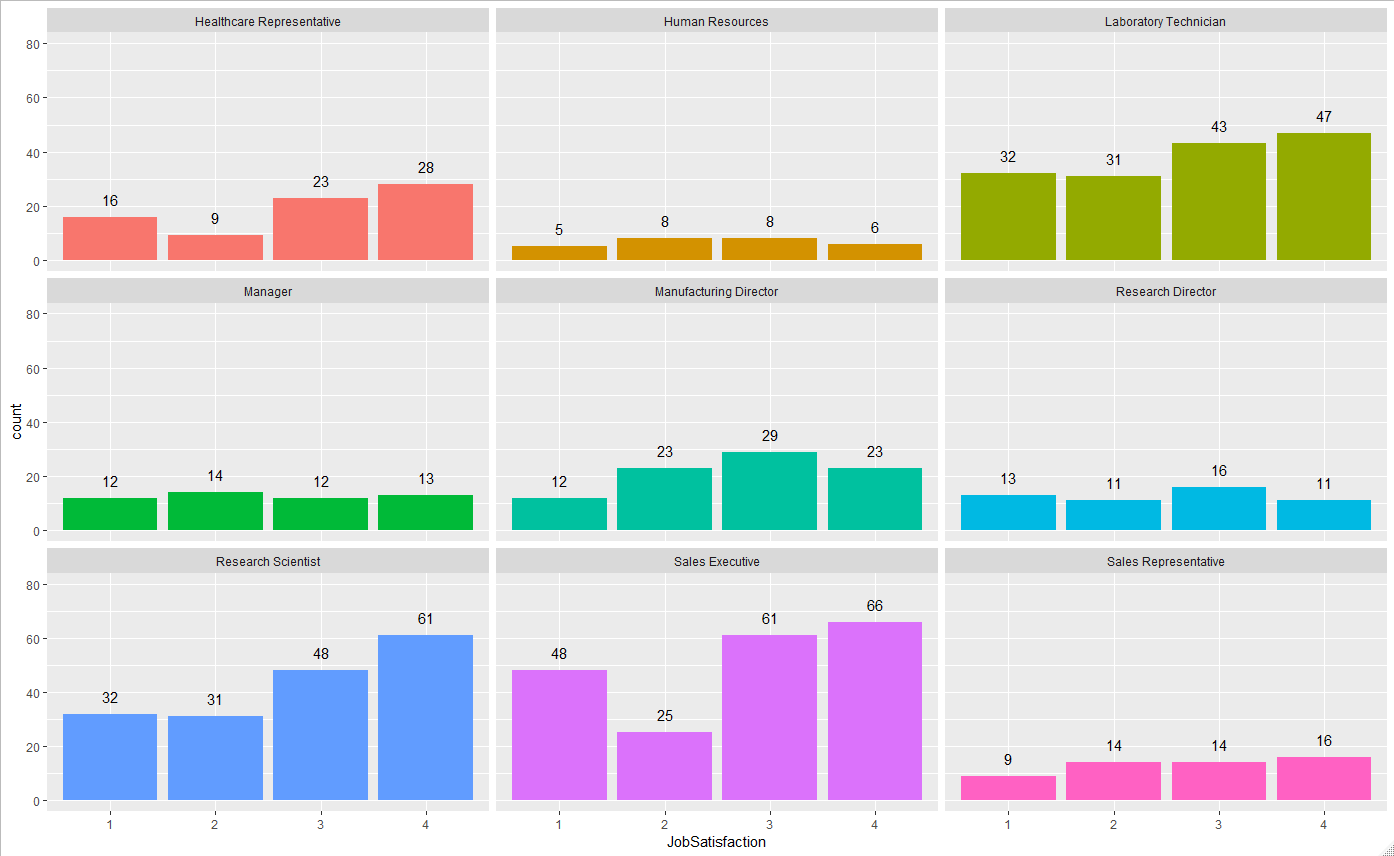 Healthcare Representative Human Resources Laboratory Technician
80
60
40
20
0
16 9 23 28
5 8 8 6
32 31 43 47
Manager Manufacturing Director Research Director
80
60
40
20
0
12 14 12 13
12 23 29 23
13 11 16 11
count
Research Scientist Sales Executive Sales Representative
80
60
40
20
0
32 31 48 61
48 25 61 66
9 14 14 16
1 2 3 4 1 2 3 4 1 2 3 4
JobSatisfaction